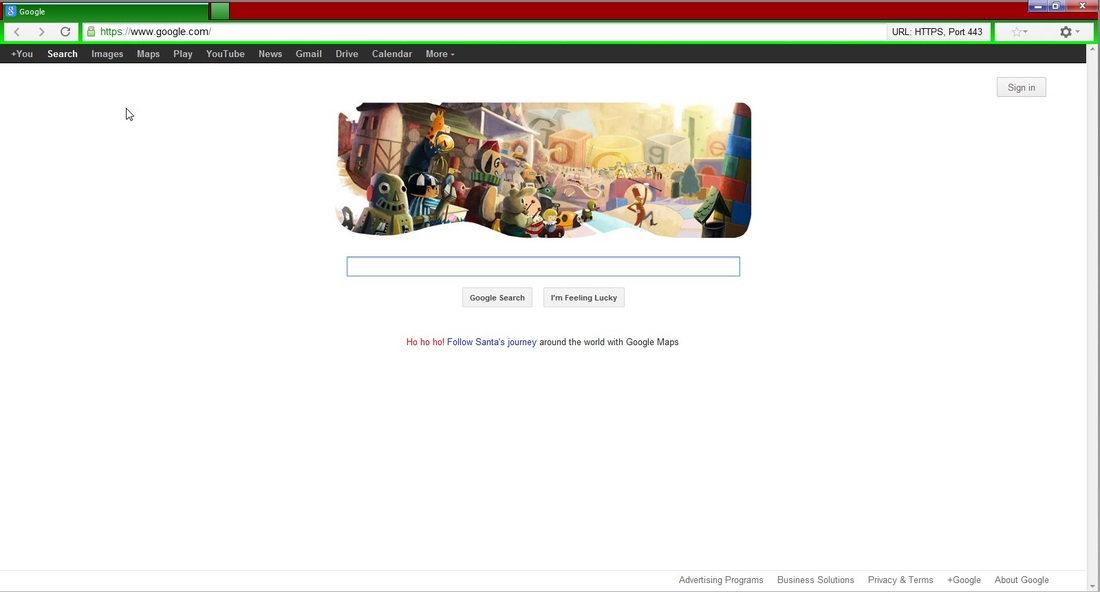 Google
https://www.google.com/ URL: HTTPS, Port 443
+You Search Images Maps Play YouTube News Gmail Drive Calendar More
Sign in
Google
Google Search I'm Feeling Lucky
Ho ho ho! Follow Santa's journey around the world with Google Maps
Advertising Programs Business Solutions Privacy & Terms +Google About Google